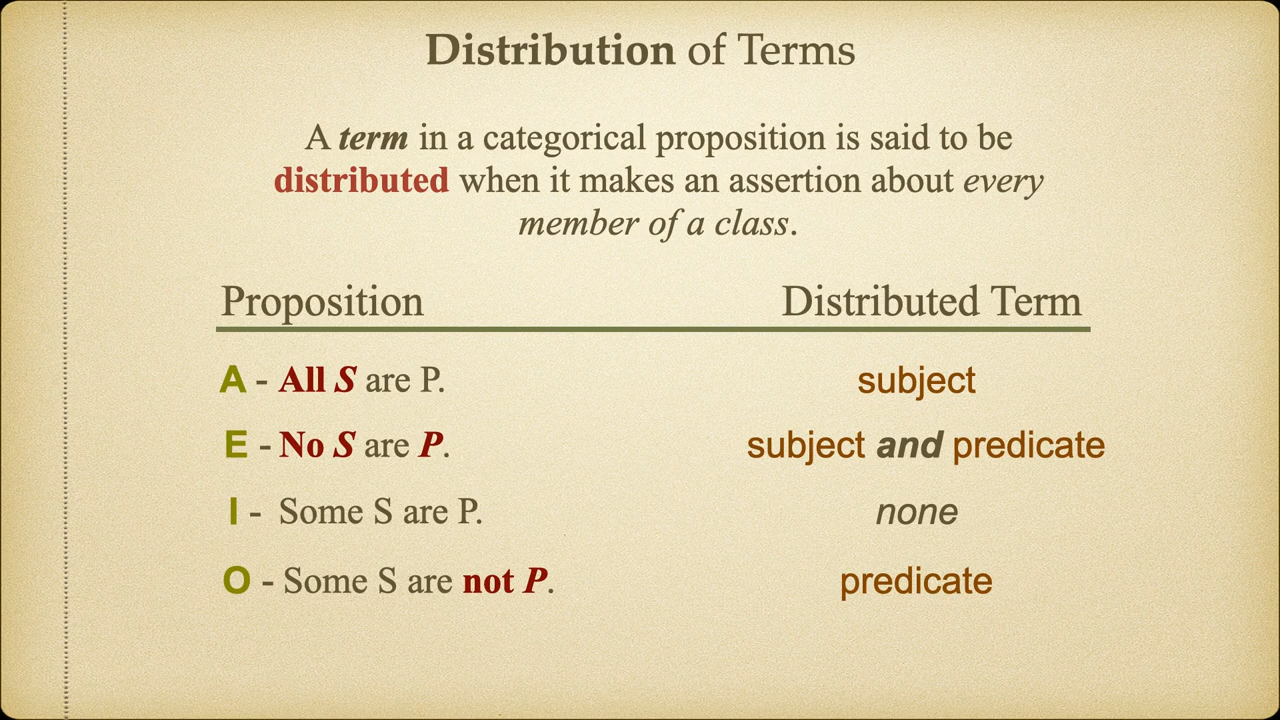 Distribution of Terms
A term in a categorical proposition is said to be
distributed when it makes an assertion about every
member of a class.
Proposition Distributed Term
A - All S are P. subject
E - No S are P. subject and predicate
I - Some S are P. none
O - Some S are not P. predicate